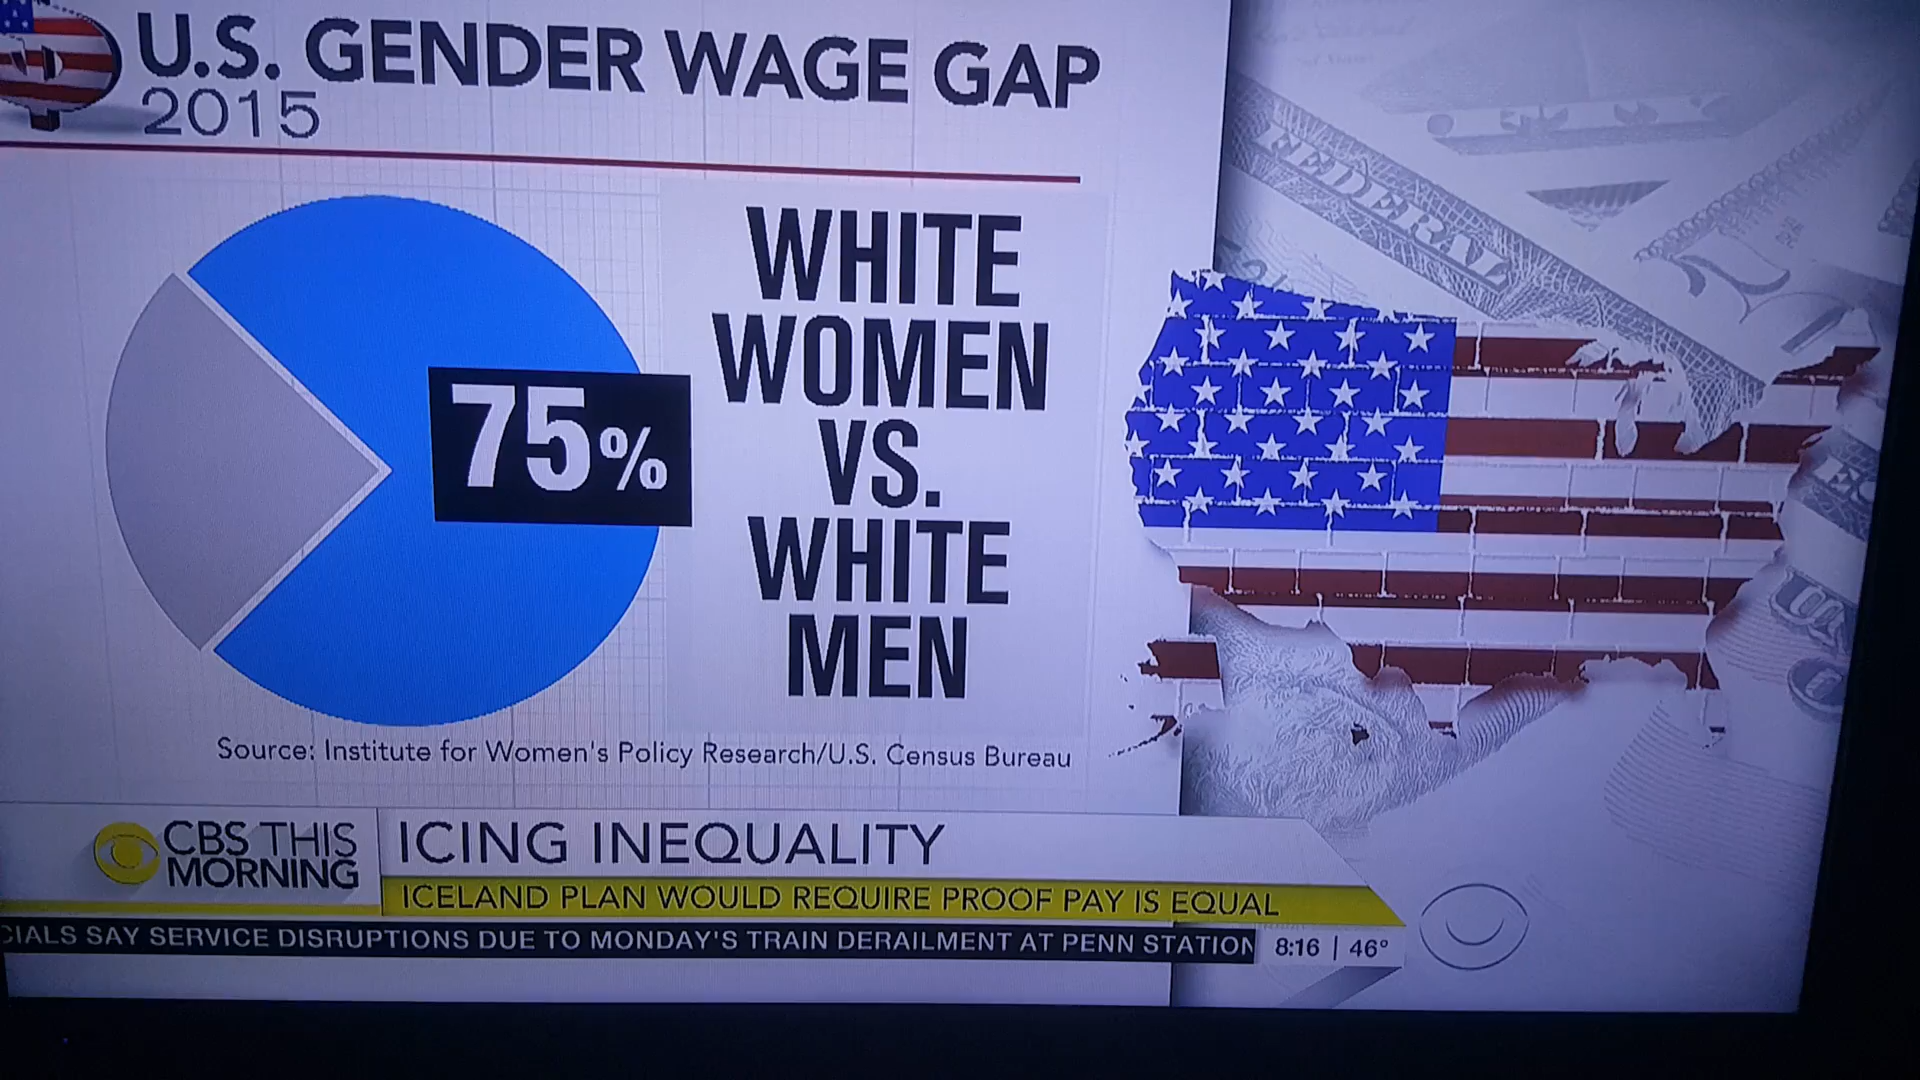 U.S. GENDER WAGE GAP
2015
75%
WHITE
WOMEN
VS.
WHITE
MEN
Source: Institute for Women's Policy Research/U.S. Census Bureau
FEDERAL
CBS THIS
MORNING
ICING INEQUALITY
ICELAND PLAN WOULD REQUIRE PROOF PAY IS EQUAL
CIALS SAY SERVICE DISRUPTIONS DUE TO MONDAY'S TRAIN DERAILMENT AT PENN STATION
8:16 | 46°